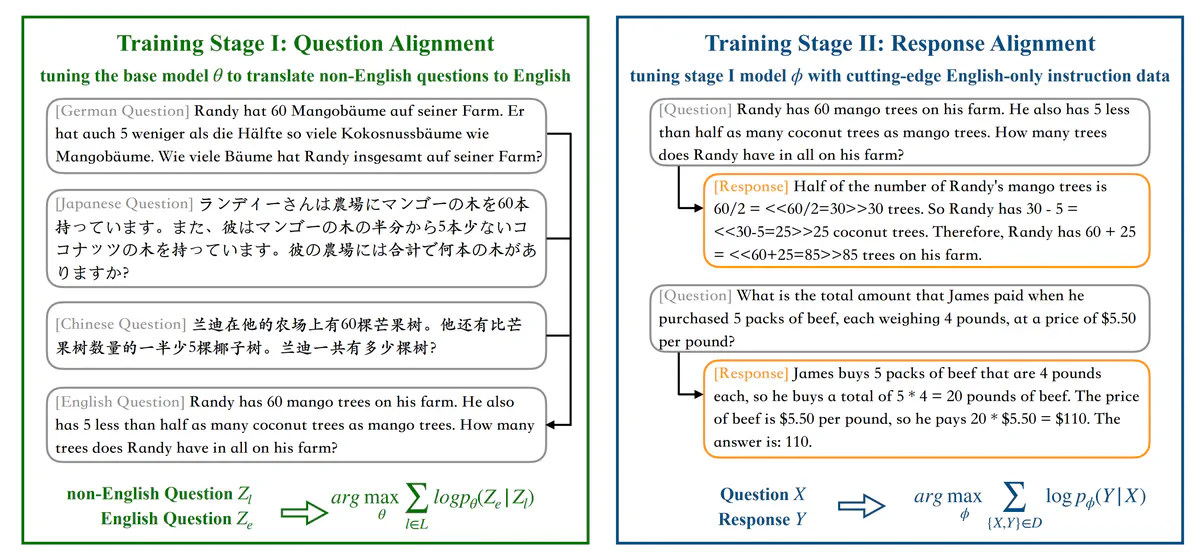 Training Stage I: Question Alignment
tuning the base model θ to translate non-English questions to English
[German Question] Randy hat 60 Mangobäume auf seiner Farm. Er
hat auch 5 weniger als die Hälfte so viele Kokosnussbäume wie
Mangobäume. Wie viele Bäume hat Randy insgesamt auf seiner Farm?
[Japanese Question] ランディーさんは農場にマンゴーの木を60本
持っています。また、彼はマンゴーの木の半分から5本少ないコ
コナッツの木を持っています。彼の農場には合計で何本の木があ
りますか?
[Chinese Question] 兰迪在他的农场上有60棵芒果树。他还有比芒
果树数量的一半少5棵椰子树。兰迪一共有多少棵树?
[English Question] Randy has 60 mango trees on his farm. He also
has 5 less than half as many coconut trees as mango trees. How many
trees does Randy have in all on his farm?
non-English Question Z_l
English Question Z_e
arg max_θ ∑_{l∈L} logp_θ(Z_e|Z_l)
Training Stage II: Response Alignment
tuning stage I model ϕ with cutting-edge English-only instruction data
[Question] Randy has 60 mango trees on his farm. He also has 5 less
than half as many coconut trees as mango trees. How many trees
does Randy have in all on his farm?
[Response] Half of the number of Randy's mango trees is
60/2 = <<60/2=30>>30 trees. So Randy has 30 - 5 =
<<30-5=25>>25 coconut trees. Therefore, Randy has 60 + 25
= <<60+25=85>>85 trees on his farm.
[Question] What is the total amount that James paid when he
purchased 5 packs of beef, each weighing 4 pounds, at a price of $5.50
per pound?
[Response] James buys 5 packs of beef that are 4 pounds
each, so he buys a total of 5 * 4 = 20 pounds of beef. The price
of beef is $5.50 per pound, so he pays 20 * $5.50 = $110. The
answer is: 110.
Question X
Response Y
arg max_ϕ ∑_{{X,Y}∈D} log p_ϕ(Y|X)